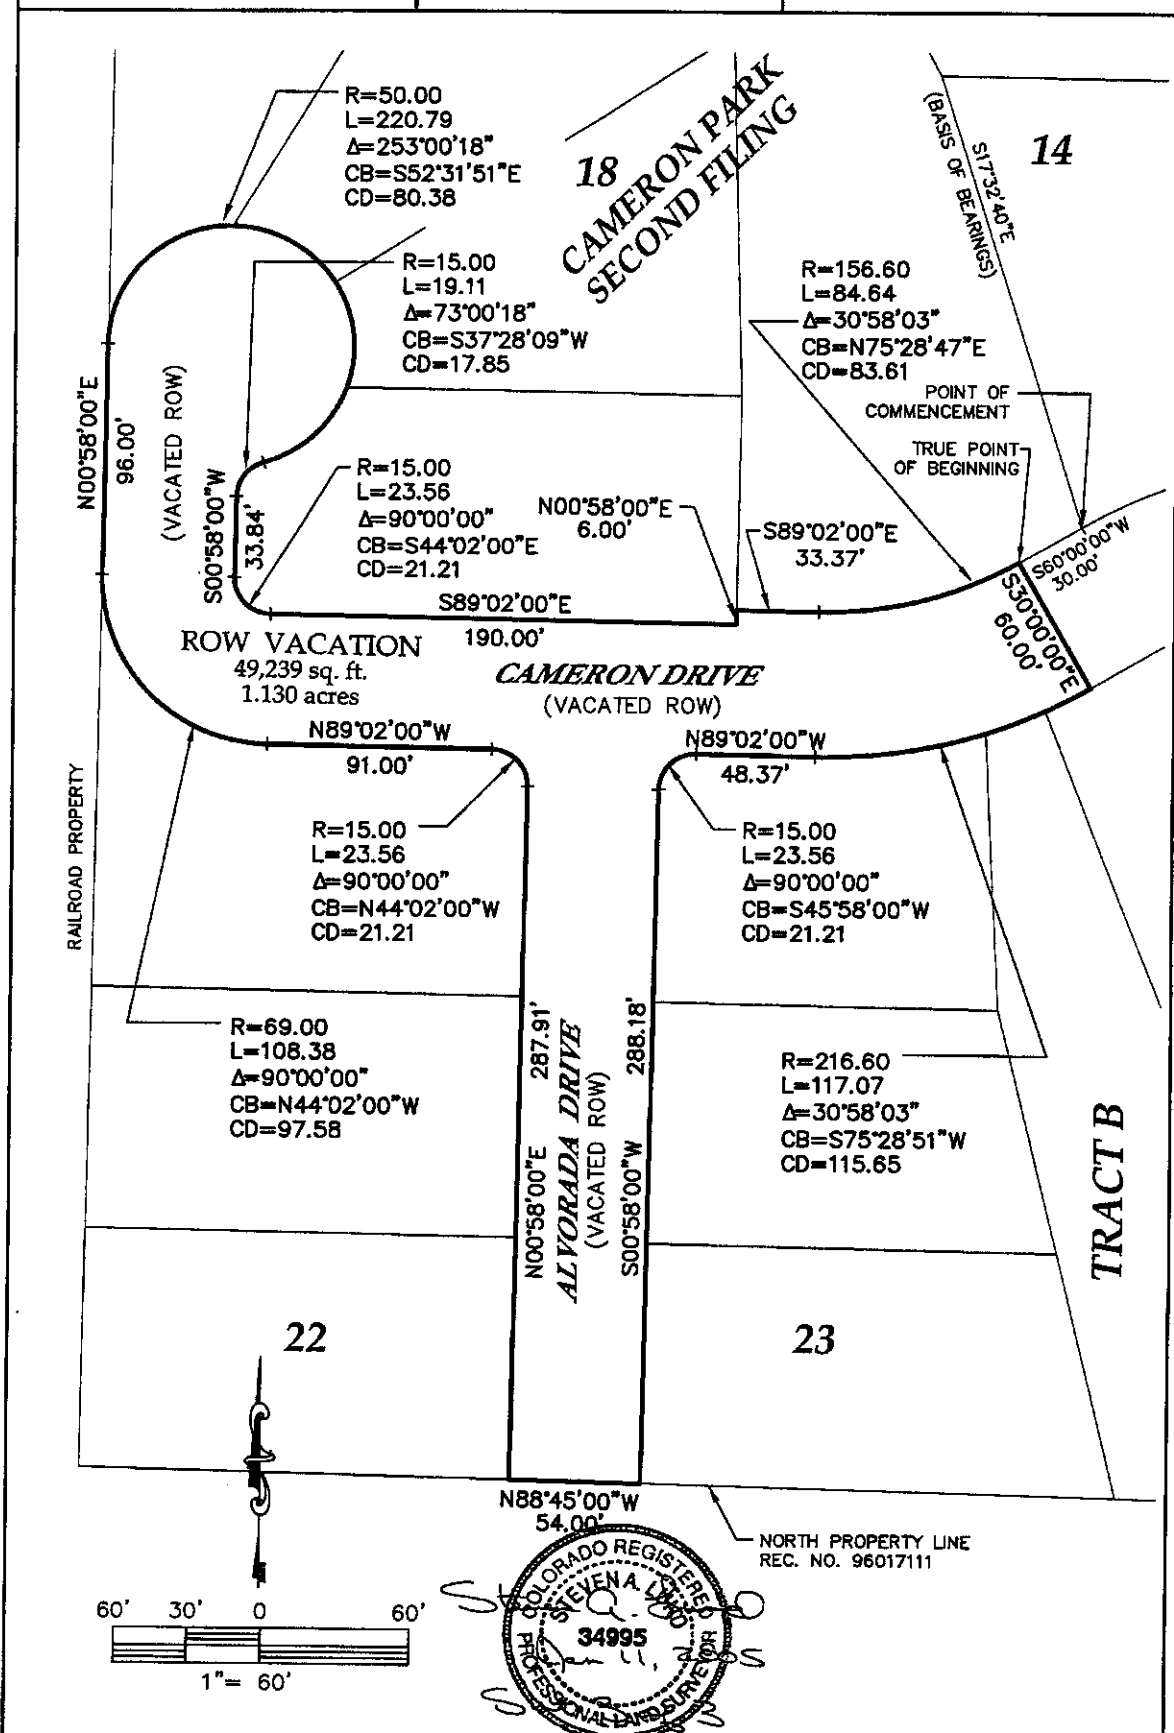 R=50.00
L=220.79
Δ=253°00'18"
CB=S52°31'51"E
CD=80.38
18
CAMERON PARK
SECOND FILING
14
S17°32'40"E
(BASIS OF BEARINGS)
R=15.00
L=19.11
Δ=73°00'18"
CB=S37°28'09"W
CD=17.85
R=156.60
L=84.64
Δ=30°58'03"
CB=N75°28'47"E
CD=83.61
POINT OF
COMMENCEMENT
TRUE POINT
OF BEGINNING
N00°58'00"E
96.00'
(VACATED ROW)
S00°58'00"W
33.84'
R=15.00
L=23.56
Δ=90°00'00"
CB=S44°02'00"E
CD=21.21
N00°58'00"E
6.00'
S89°02'00"E
33.37'
S60°00'00"W
30.00'
S30°00'00"E
60.00'
S89°02'00"E
190.00'
ROW VACATION
49,239 sq. ft.
1.130 acres
CAMERON DRIVE
(VACATED ROW)
N89°02'00"W
91.00'
N89°02'00"W
48.37'
RAILROAD PROPERTY
R=15.00
L=23.56
Δ=90°00'00"
CB=N44°02'00"W
CD=21.21
R=15.00
L=23.56
Δ=90°00'00"
CB=S45°58'00"W
CD=21.21
R=69.00
L=108.38
Δ=90°00'00"
CB=N44°02'00"W
CD=97.58
N00°58'00"E 287.91'
ALVORADA DRIVE
(VACATED ROW)
S00°58'00"W 288.18'
R=216.60
L=117.07
Δ=30°58'03"
CB=S75°28'51"W
CD=115.65
TRACT B
22
23
N88°45'00"W
54.00'
NORTH PROPERTY LINE
REC. NO. 96017111
60' 30' 0 60'
1"= 60'
COLORADO REGISTERED
STEVEN A.
34995
Jan 11,
PROFESSIONAL LAND SURVEYOR